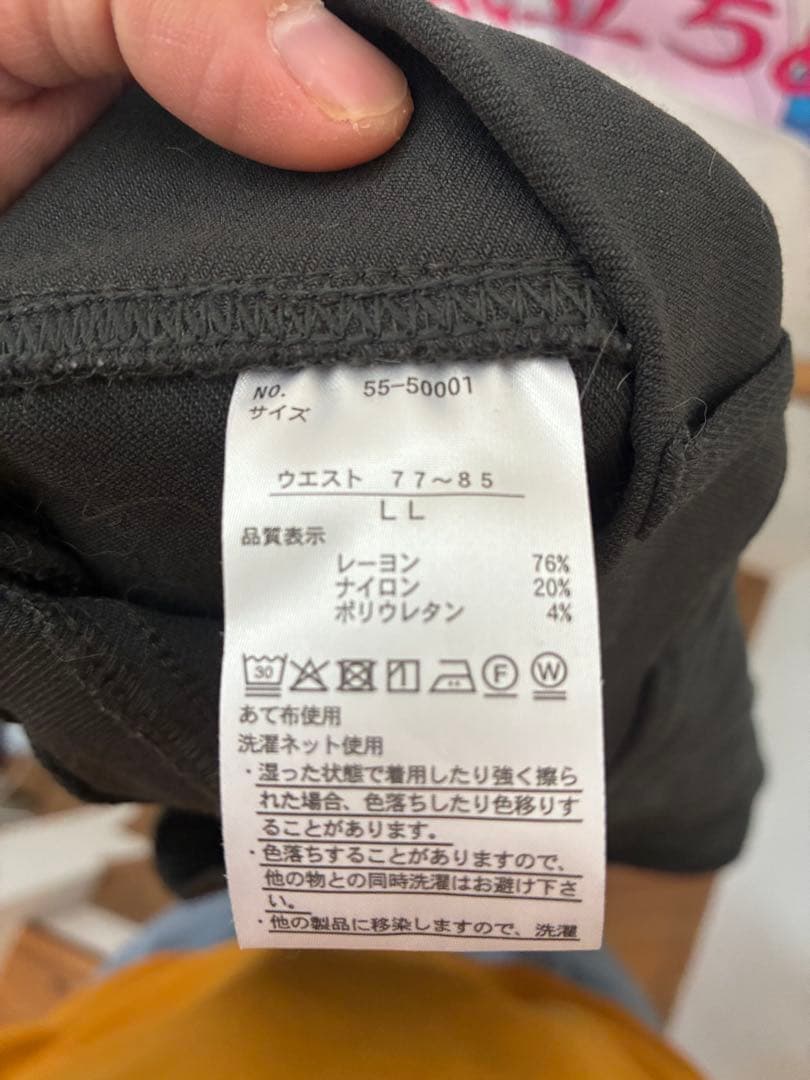 NO. 55-50001
サイズ
ウエスト 77～85
LL
品質表示
レーヨン 76%
ナイロン 20%
ポリウレタン 4%
30 F W
あて布使用
洗濯ネット使用
・湿った状態で着用したり強く擦ら
れた場合、色落ちしたり色移りす
ることがあります。
・色落ちすることがありますので、
他の物との同時洗濯はお避け下さ
い。
・他の製品に移染しますので、洗濯